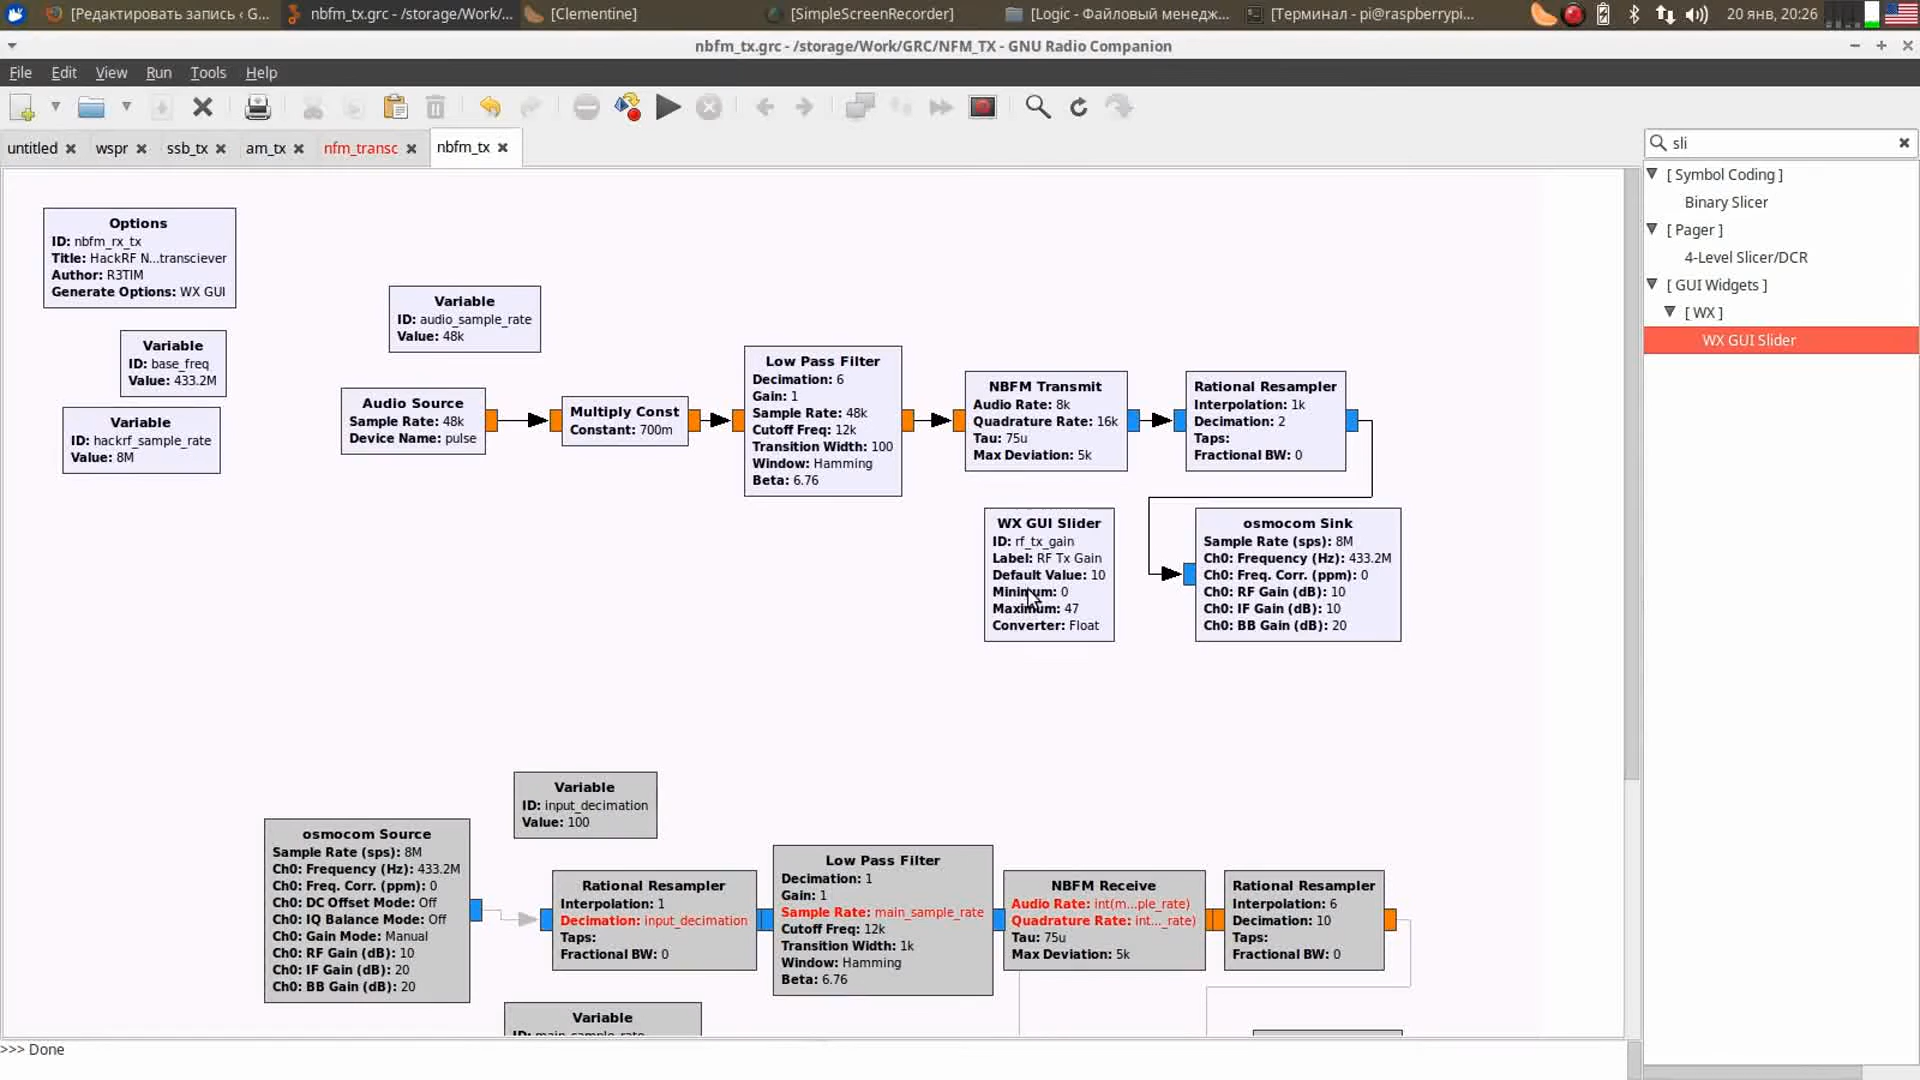 [Редактировать запись ‹ G...
nbfm_tx.grc - /storage/Work/...
[Clementine]
[SimpleScreenRecorder]
[Logic - Файловый менедж...
[Терминал - pi@raspberrypi...
20 янв, 20:26
nbfm_tx.grc - /storage/Work/GRC/NFM_TX - GNU Radio Companion
File Edit View Run Tools Help
untitled
wspr
ssb_tx
am_tx
nfm_transc
nbfm_tx
sli
[ Symbol Coding ]
Binary Slicer
[ Pager ]
4-Level Slicer/DCR
[ GUI Widgets ]
[ WX ]
WX GUI Slider
Options
ID: nbfm_rx_tx
Title: HackRF N...transciever
Author: R3TIM
Generate Options: WX GUI
Variable
ID: base_freq
Value: 433.2M
Variable
ID: hackrf_sample_rate
Value: 8M
Variable
ID: audio_sample_rate
Value: 48k
Audio Source
Sample Rate: 48k
Device Name: pulse
Multiply Const
Constant: 700m
Low Pass Filter
Decimation: 6
Gain: 1
Sample Rate: 48k
Cutoff Freq: 12k
Transition Width: 100
Window: Hamming
Beta: 6.76
NBFM Transmit
Audio Rate: 8k
Quadrature Rate: 16k
Tau: 75u
Max Deviation: 5k
Rational Resampler
Interpolation: 1k
Decimation: 2
Taps:
Fractional BW: 0
WX GUI Slider
ID: rf_tx_gain
Label: RF Tx Gain
Default Value: 10
Minimum: 0
Maximum: 47
Converter: Float
osmocom Sink
Sample Rate (sps): 8M
Ch0: Frequency (Hz): 433.2M
Ch0: Freq. Corr. (ppm): 0
Ch0: RF Gain (dB): 10
Ch0: IF Gain (dB): 10
Ch0: BB Gain (dB): 20
Variable
ID: input_decimation
Value: 100
osmocom Source
Sample Rate (sps): 8M
Ch0: Frequency (Hz): 433.2M
Ch0: Freq. Corr. (ppm): 0
Ch0: DC Offset Mode: Off
Ch0: IQ Balance Mode: Off
Ch0: Gain Mode: Manual
Ch0: RF Gain (dB): 10
Ch0: IF Gain (dB): 20
Ch0: BB Gain (dB): 20
Rational Resampler
Interpolation: 1
Decimation: input_decimation
Taps:
Fractional BW: 0
Low Pass Filter
Decimation: 1
Gain: 1
Sample Rate: main_sample_rate
Cutoff Freq: 12k
Transition Width: 1k
Window: Hamming
Beta: 6.76
NBFM Receive
Audio Rate: int(m...ple_rate)
Quadrature Rate: int..._rate)
Tau: 75u
Max Deviation: 5k
Rational Resampler
Interpolation: 6
Decimation: 10
Taps:
Fractional BW: 0
Variable
ID: main_sample_rate
>>> Done